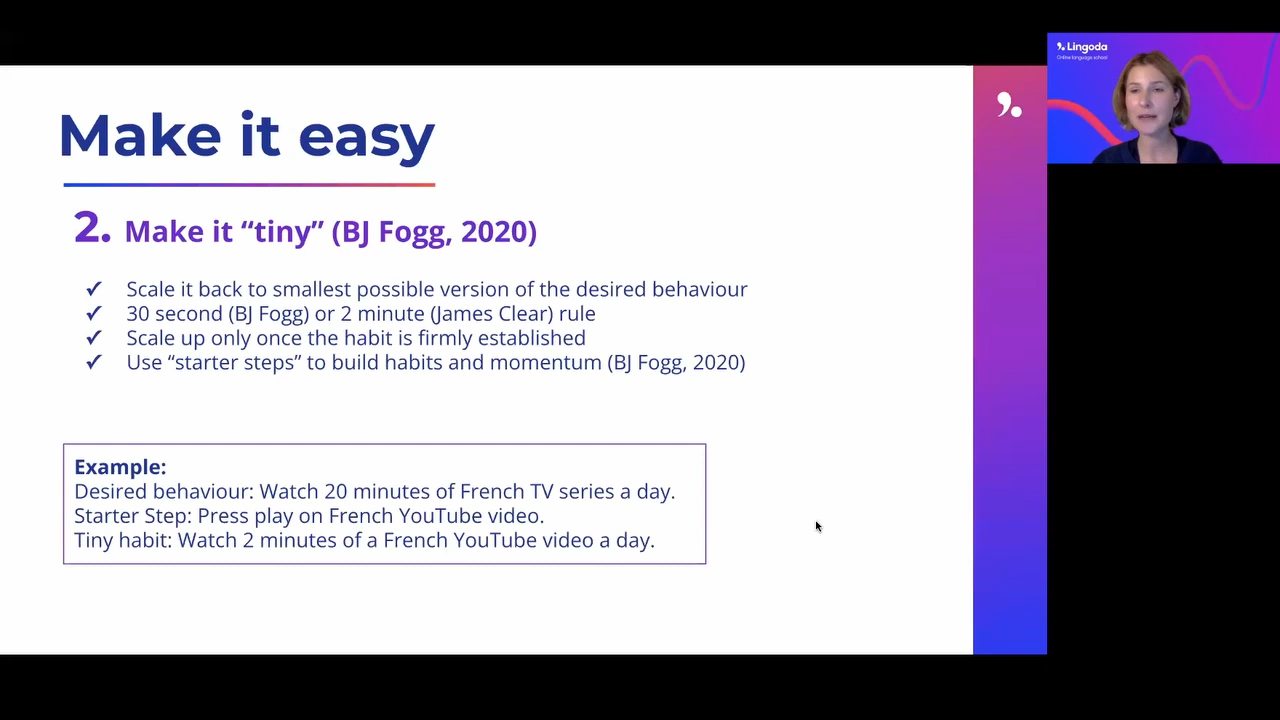 Make it easy
2. Make it “tiny” (BJ Fogg, 2020)
✓ Scale it back to smallest possible version of the desired behaviour
✓ 30 second (BJ Fogg) or 2 minute (James Clear) rule
✓ Scale up only once the habit is firmly established
✓ Use “starter steps” to build habits and momentum (BJ Fogg, 2020)
Example:
Desired behaviour: Watch 20 minutes of French TV series a day.
Starter Step: Press play on French YouTube video.
Tiny habit: Watch 2 minutes of a French YouTube video a day.
Lingoda
Online language school